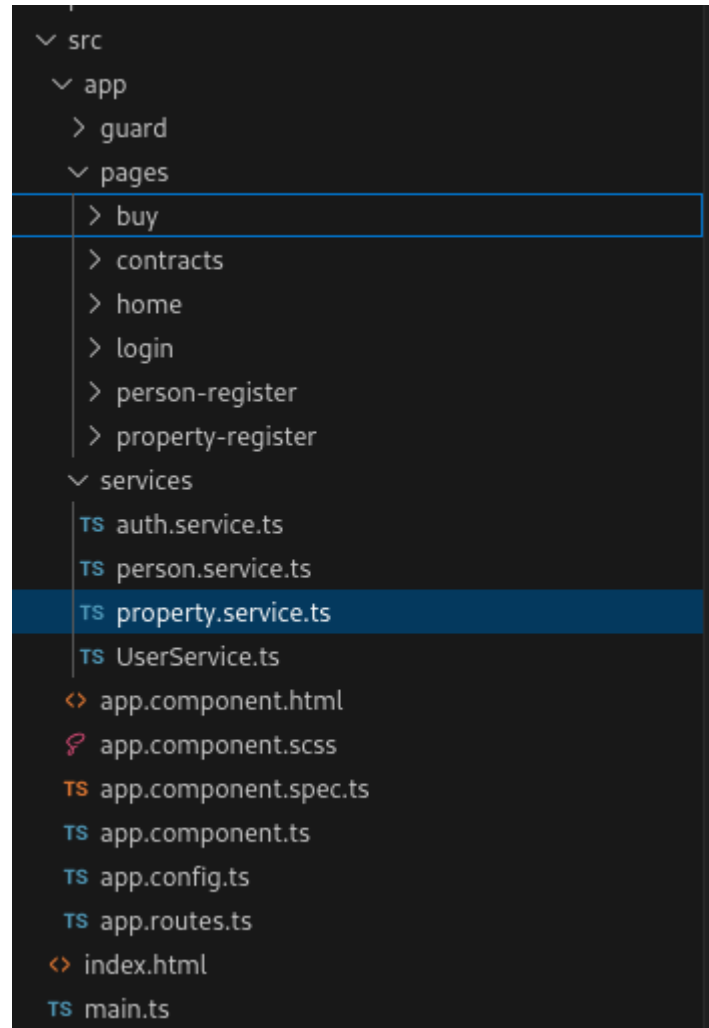 src
app
guard
pages
buy
contracts
home
login
person-register
property-register
services
TS auth.service.ts
TS person.service.ts
TS property.service.ts
TS UserService.ts
<> app.component.html
app.component.scss
TS app.component.spec.ts
TS app.component.ts
TS app.config.ts
TS app.routes.ts
<> index.html
TS main.ts